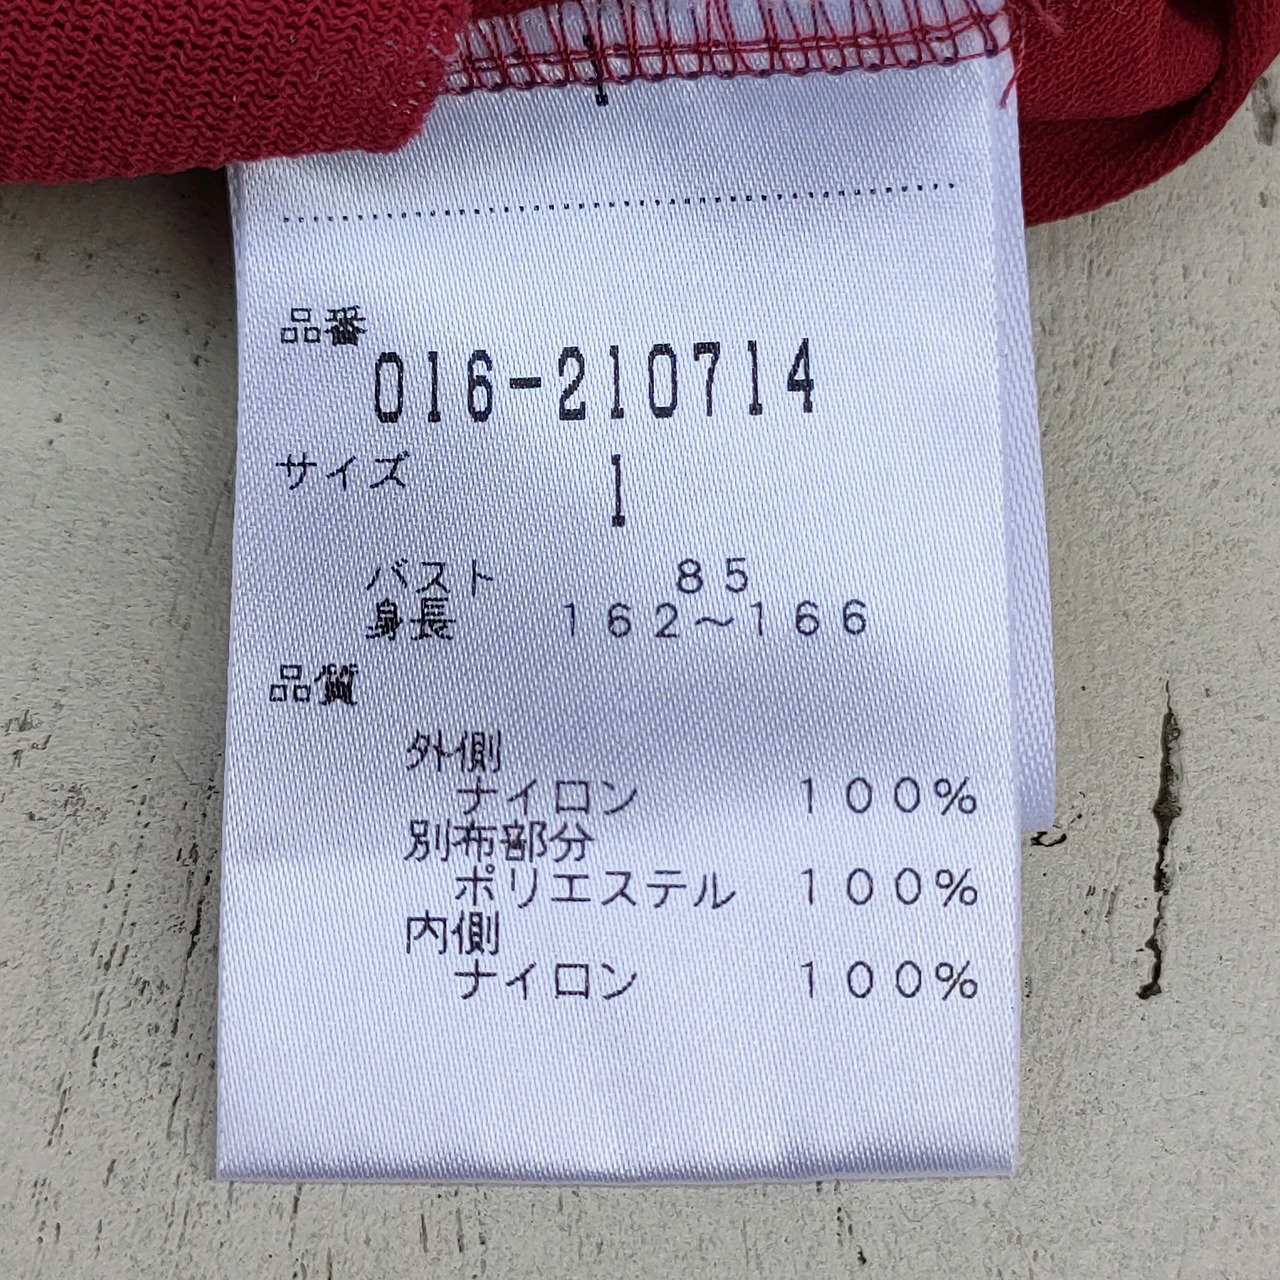 品番
016-210714
サイズ
1
バスト 85
身長 162～166
品質
外側
ナイロン 100%
別布部分
ポリエステル 100%
内側
ナイロン 100%